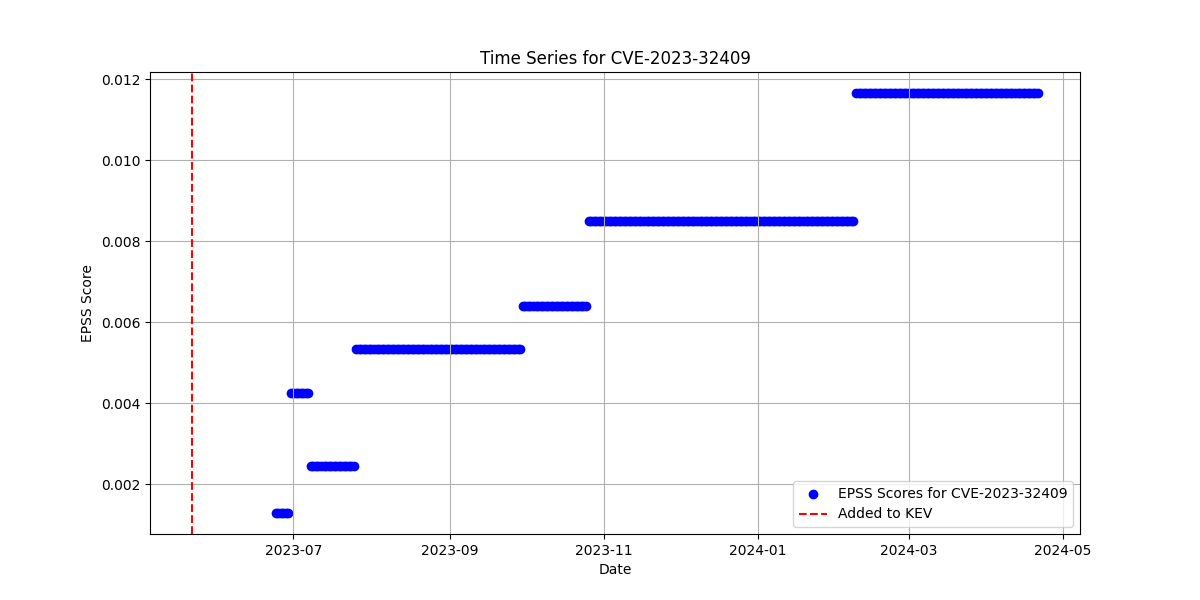 Time Series for CVE-2023-32409
0.012
0.010
0.008
0.006
0.004
0.002
EPSS Score
EPSS Scores for CVE-2023-32409
Added to KEV
2023-07
2023-09
2023-11
2024-01
2024-03
2024-05
Date